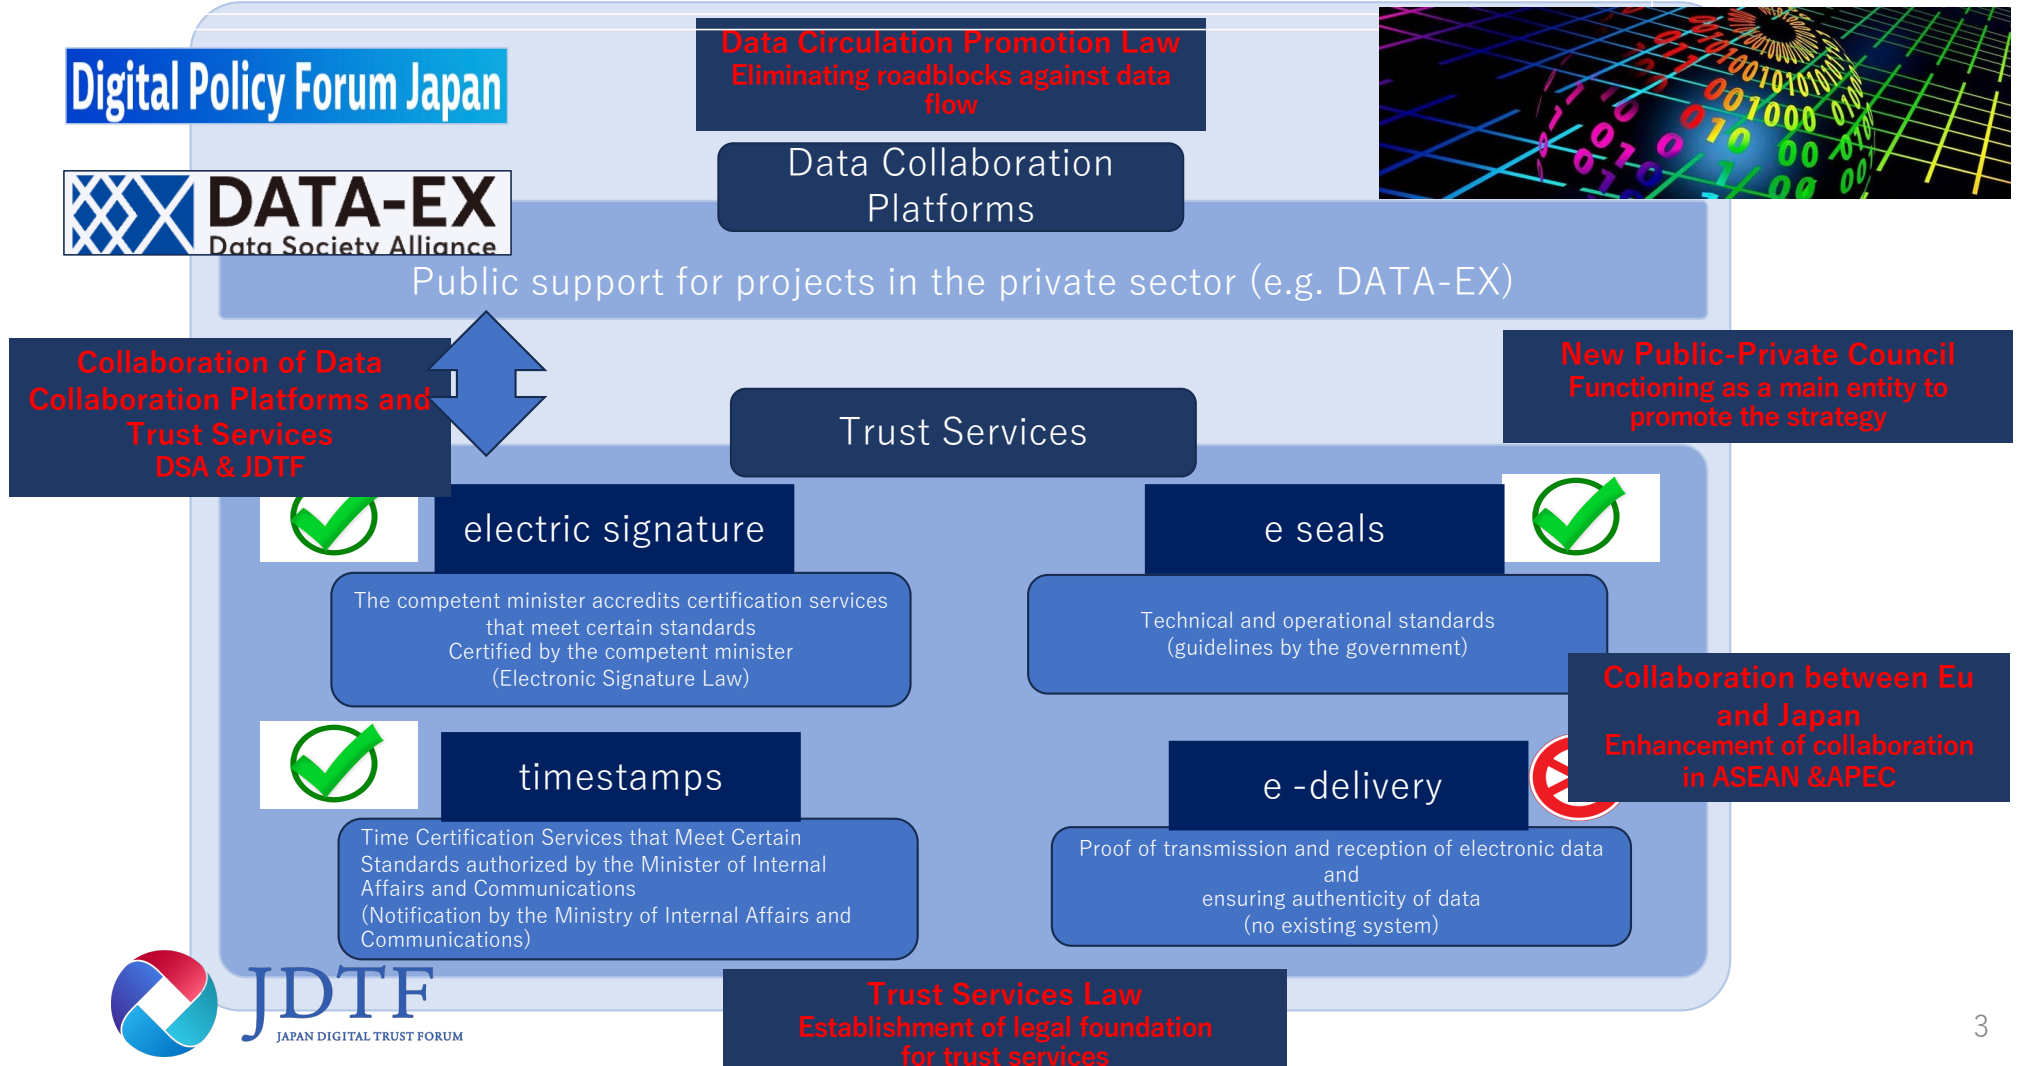 Data Circulation Promotion Law
Eliminating roadblocks against data
flow
Digital Policy Forum Japan
Data Collaboration
Platforms
DATA-EX
Data Society Alliance
Public support for projects in the private sector (e.g. DATA-EX)
Collaboration of Data
Collaboration Platforms and
Trust Services
DSA & JDTF
New Public-Private Council
Functioning as a main entity to
promote the strategy
Trust Services
electric signature
The competent minister accredits certification services
that meet certain standards
Certified by the competent minister
(Electronic Signature Law)
e seals
Technical and operational standards
(guidelines by the government)
Collaboration between Eu
and Japan
Enhancement of collaboration
in ASEAN &APEC
timestamps
Time Certification Services that Meet Certain
Standards authorized by the Minister of Internal
Affairs and Communications
(Notification by the Ministry of Internal Affairs and
Communications)
e -delivery
Proof of transmission and reception of electronic data
and
ensuring authenticity of data
(no existing system)
JDTF
JAPAN DIGITAL TRUST FORUM
Trust Services Law
Establishment of legal foundation
for trust services
3